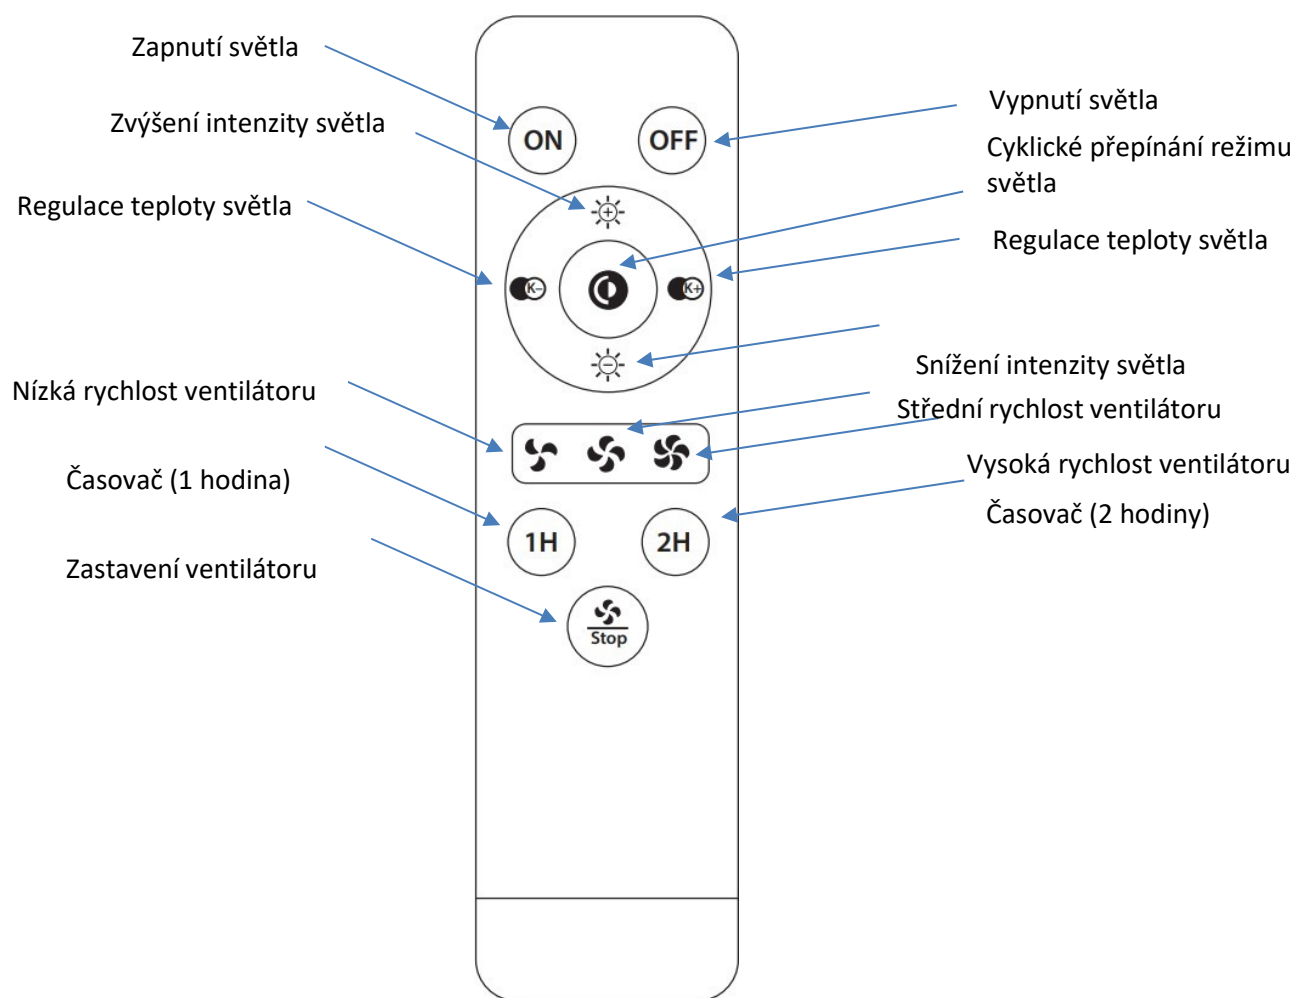 Zapnutí světla
Zvýšení intenzity světla
Regulace teploty světla
Nízká rychlost ventilátoru
Časovač (1 hodina)
Zastavení ventilátoru
ON
OFF
K-
K+
1H
2H
Stop
Vypnutí světla
Cyklické přepínání režimu
světla
Regulace teploty světla
Snížení intenzity světla
Střední rychlost ventilátoru
Vysoká rychlost ventilátoru
Časovač (2 hodiny)